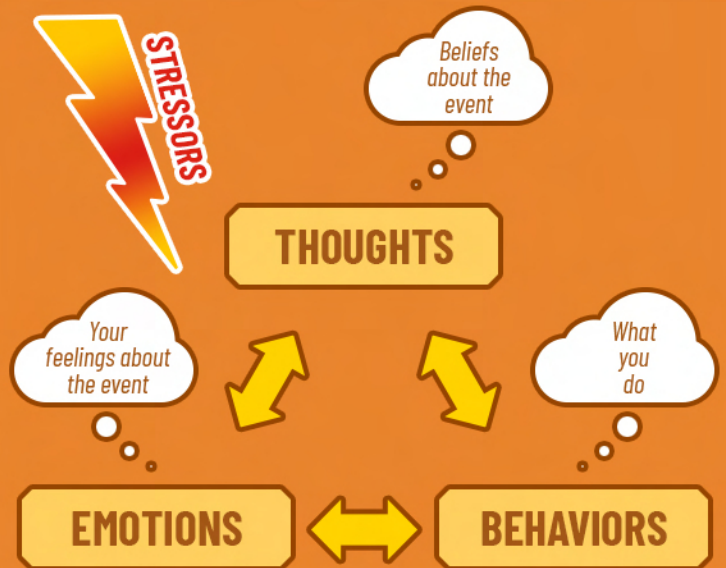 STRESSORS
Beliefs
about the
event
THOUGHTS
Your
feelings about
the event
What
you
do
EMOTIONS
BEHAVIORS